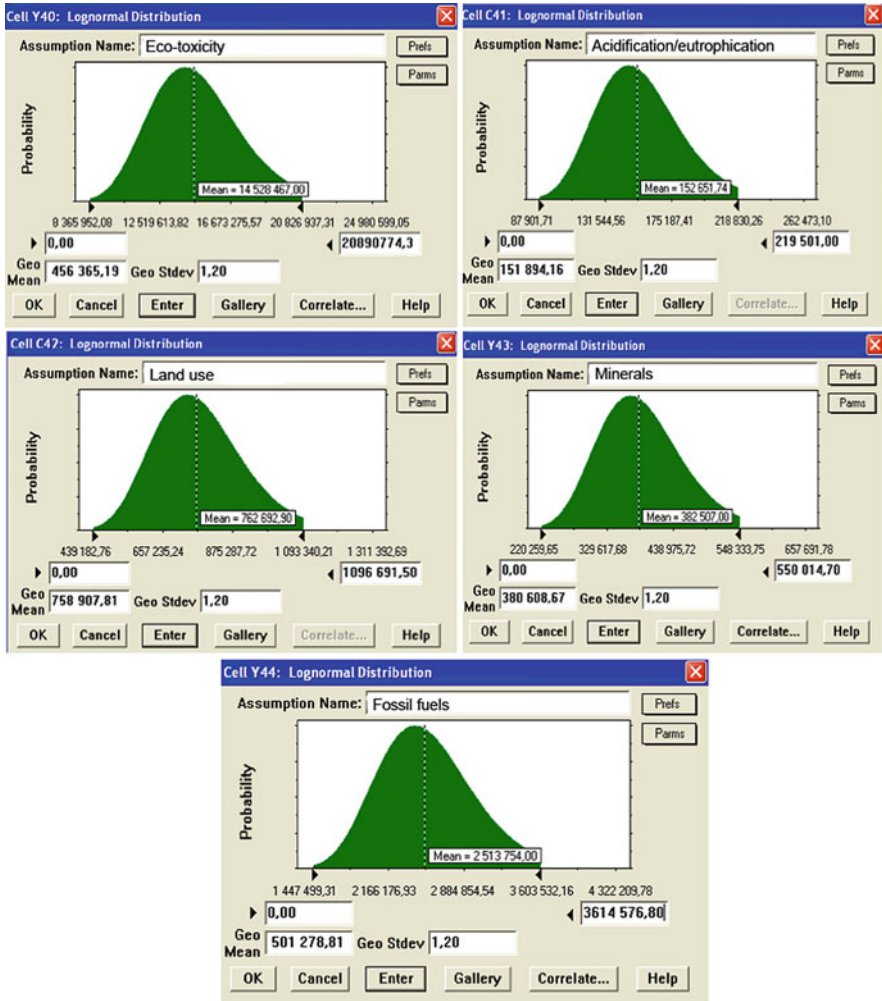 Cell Y40: Lognormal Distribution
Assumption Name: Eco-toxicity
Prefs
Parms
Probability
Mean = 14 528 467,00
8 365 952,08 12 519 613,82 16 673 275,57 20 826 937,31 24 980 599,05
0,00
20890774,3
Geo Mean 456 365,19 Geo Stdev 1,20
OK Cancel Enter Gallery Correlate... Help
Cell C41: Lognormal Distribution
Assumption Name: Acidification/eutrophication
Prefs
Parms
Probability
Mean = 152 651,74
87 901,71 131 544,56 175 187,41 218 830,26 262 473,10
0,00
219 501,00
Geo Mean 151 894,16 Geo Stdev 1,20
OK Cancel Enter Gallery Correlate... Help
Cell C42: Lognormal Distribution
Assumption Name: Land use
Prefs
Parms
Probability
Mean = 762 692,90
439 182,76 657 235,24 875 287,72 1 093 340,21 1 311 392,69
0,00
1096 691,50
Geo Mean 758 907,81 Geo Stdev 1,20
OK Cancel Enter Gallery Correlate... Help
Cell Y43: Lognormal Distribution
Assumption Name: Minerals
Prefs
Parms
Probability
Mean = 382 507,00
220 259,65 329 617,68 438 975,72 548 333,75 657 691,78
0,00
550 014,70
Geo Mean 380 608,67 Geo Stdev 1,20
OK Cancel Enter Gallery Correlate... Help
Cell Y44: Lognormal Distribution
Assumption Name: Fossil fuels
Prefs
Parms
Probability
Mean = 2 513 754,00
1 447 499,31 2 166 176,93 2 884 854,54 3 603 532,16 4 322 209,78
0,00
3614 576,80
Geo Mean 501 278,81 Geo Stdev 1,20
OK Cancel Enter Gallery Correlate... Help